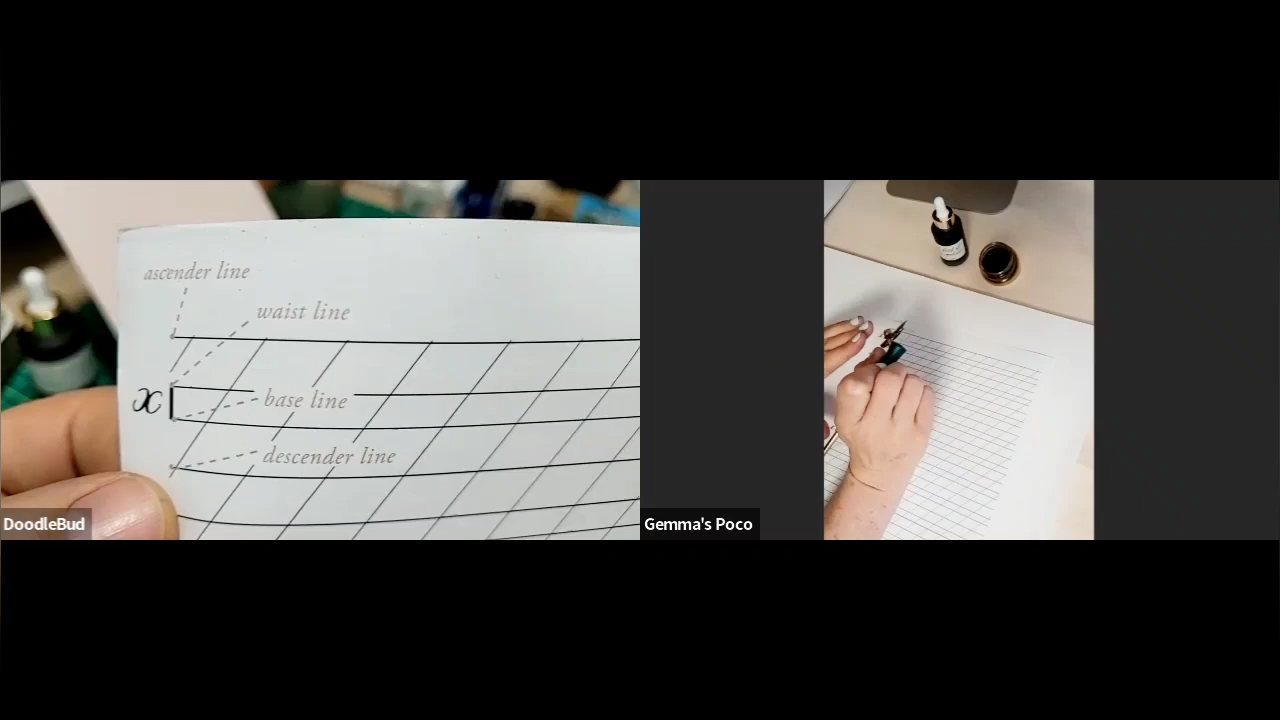 ascender line
waist line
x
base line
descender line
DoodleBud
Gemma's Poco